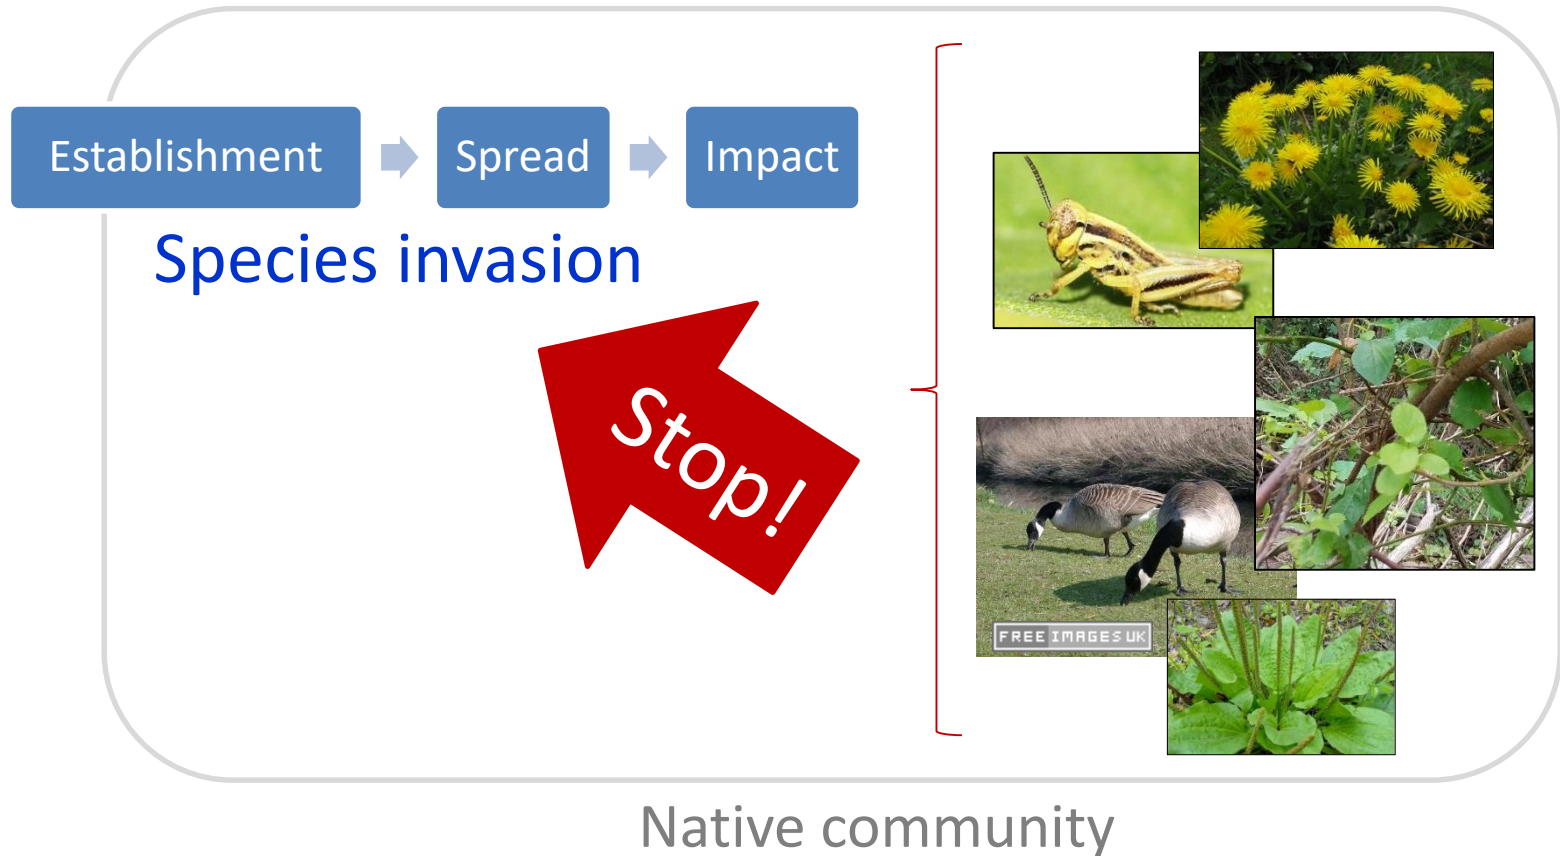 Establishment
Spread
Impact
Species invasion
Stop!
FREE IMAGES UK
Native community